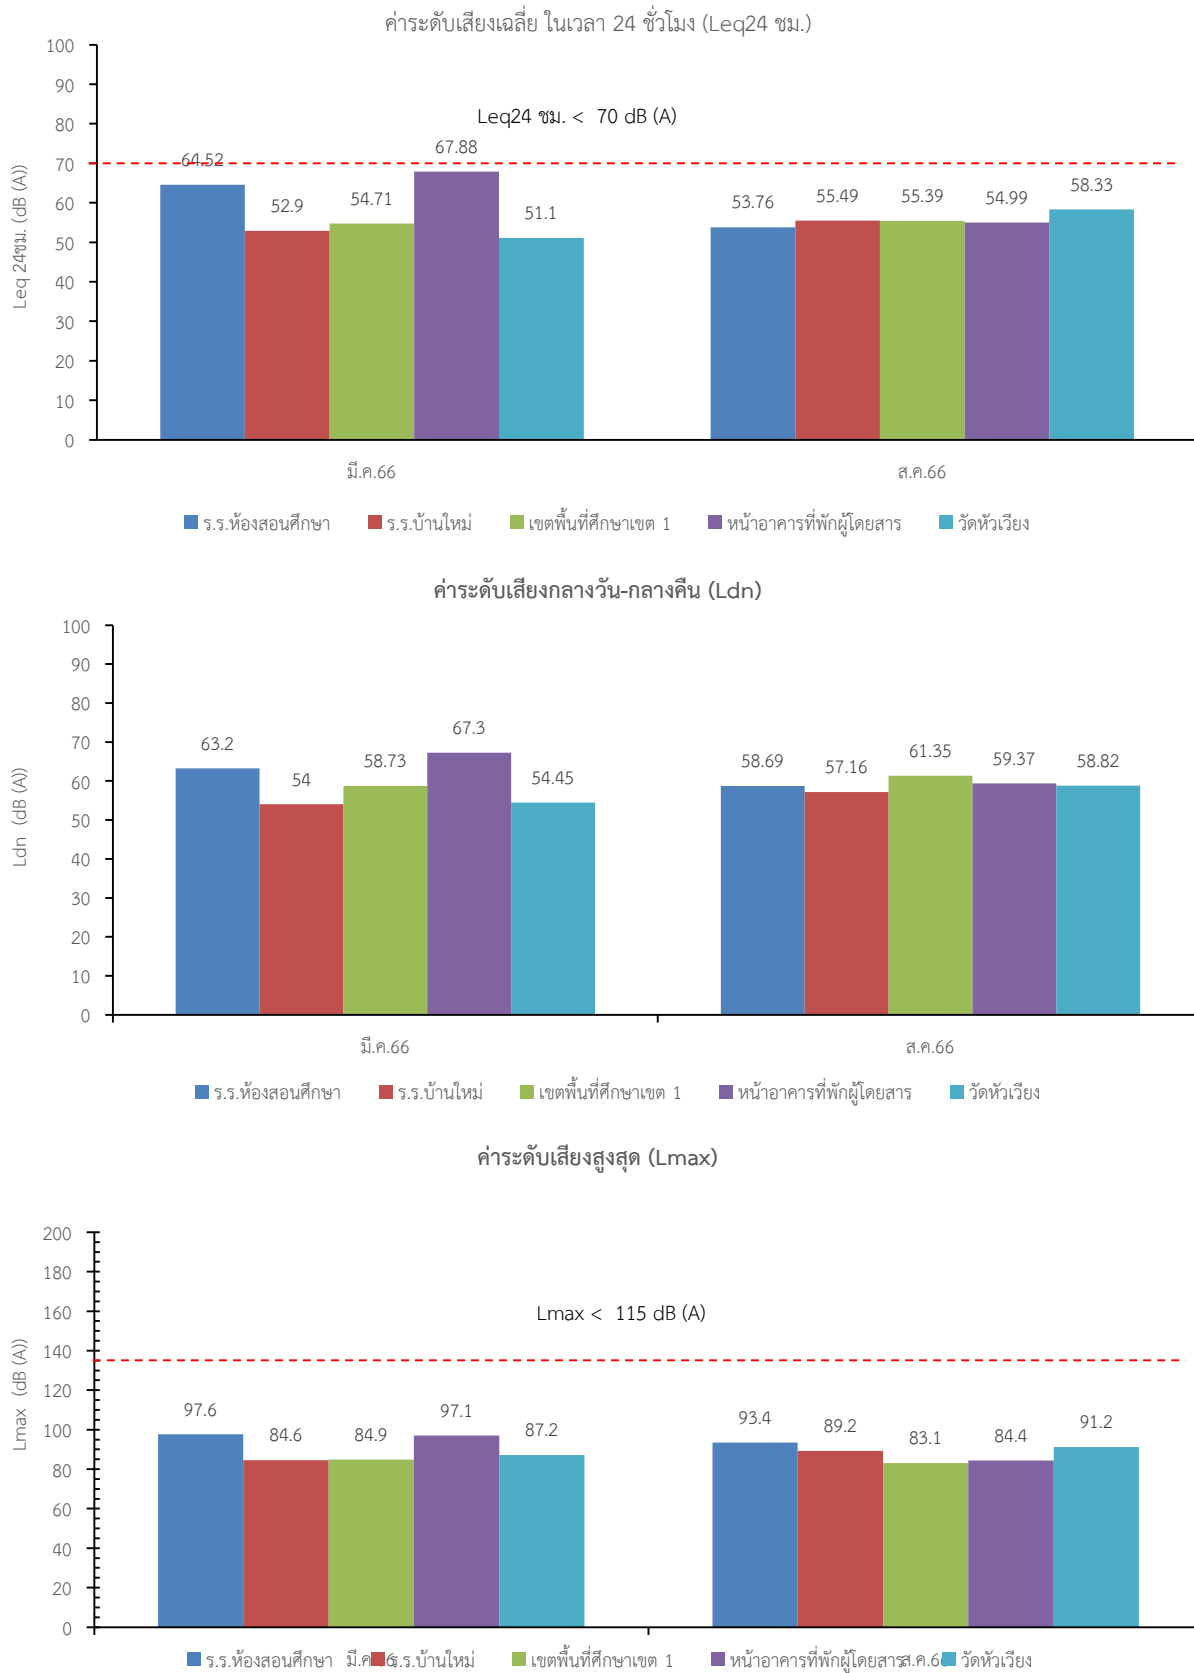 ค่าระดับเสียงเฉลี่ย ในเวลา 24 ชั่วโมง (Leq24 ชม.)
100
90
80
70
60
50
40
30
20
10
0
Leq 24ชม. (dB (A))
Leq24 ชม. < 70 dB (A)
64.52 52.9 54.71 67.88 51.1 53.76 55.49 55.39 54.99 58.33
มี.ค.66 ส.ค.66
ร.ร.ห้องสอนศึกษา ร.ร.บ้านใหม่ เขตพื้นที่ศึกษาเขต 1 หน้าอาคารที่พักผู้โดยสาร วัดหัวเวียง
ค่าระดับเสียงกลางวัน-กลางคืน (Ldn)
100
90
80
70
60
50
40
30
20
10
0
Ldn (dB (A))
63.2 54 58.73 67.3 54.45 58.69 57.16 61.35 59.37 58.82
มี.ค.66 ส.ค.66
ร.ร.ห้องสอนศึกษา ร.ร.บ้านใหม่ เขตพื้นที่ศึกษาเขต 1 หน้าอาคารที่พักผู้โดยสาร วัดหัวเวียง
ค่าระดับเสียงสูงสุด (Lmax)
200
180
160
140
120
100
80
60
40
20
0
Lmax (dB (A))
Lmax < 115 dB (A)
97.6 84.6 84.9 97.1 87.2 93.4 89.2 83.1 84.4 91.2
ร.ร.ห้องสอนศึกษา มี.ค.66 ร.ร.บ้านใหม่ เขตพื้นที่ศึกษาเขต 1 หน้าอาคารที่พักผู้โดยสาร ส.ค.66 วัดหัวเวียง